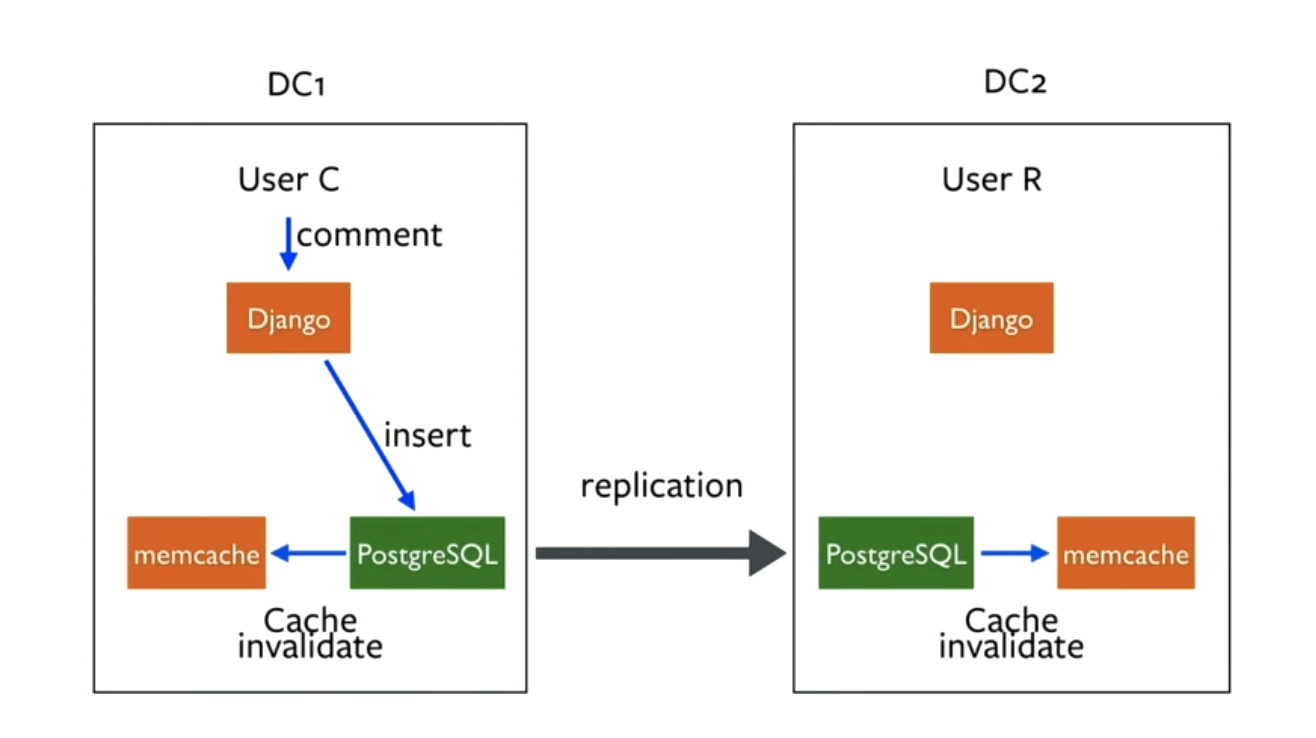 DC1
User C
comment
Django
insert
memcache
PostgreSQL
Cache
invalidate
replication
DC2
User R
Django
PostgreSQL
memcache
Cache
invalidate